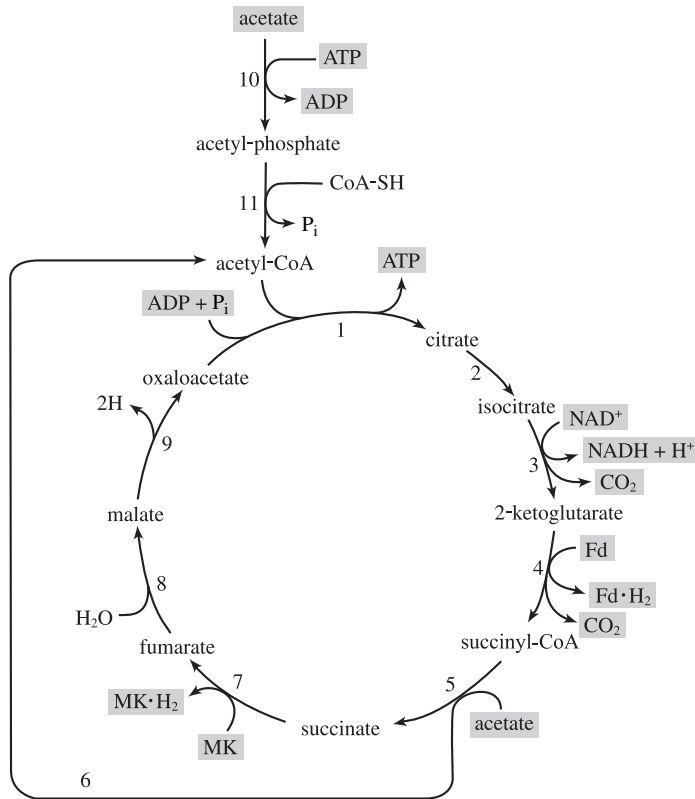 acetate
ATP
10
ADP
acetyl-phosphate
CoA-SH
11
Pᵢ
acetyl-CoA
ATP
ADP + Pᵢ
1
citrate
2
oxaloacetate
isocitrate
2H
NAD⁺
9
NADH + H⁺
3
CO₂
malate
2-ketoglutarate
Fd
4
8
Fd·H₂
H₂O
CO₂
fumarate
succinyl-CoA
7
5
MK·H₂
succinate
acetate
MK
6